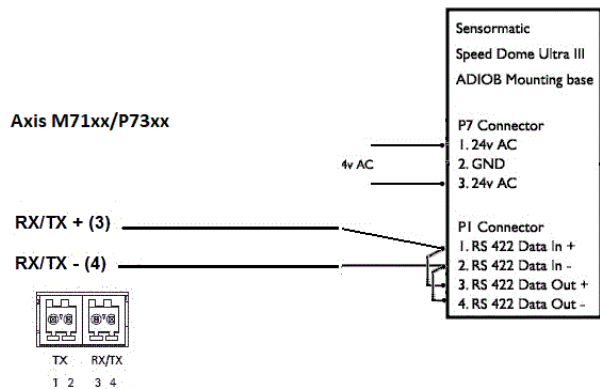 Sensormatic
Speed Dome Ultra III
ADIOB Mounting base
Axis M71xx/P73xx
P7 Connector
1. 24v AC
4v AC
2. GND
3. 24v AC
RX/TX + (3)
P1 Connector
1. RS 422 Data In +
RX/TX - (4)
2. RS 422 Data In -
3. RS 422 Data Out +
4. RS 422 Data Out -
TX RX/TX
1 2 3 4